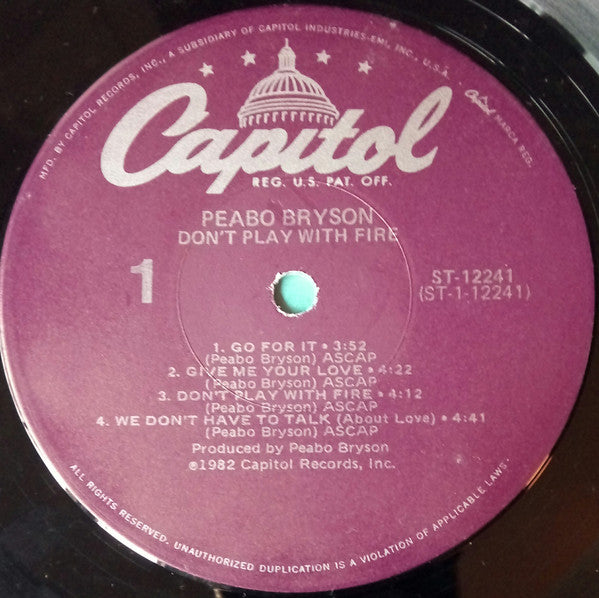 MFD. BY CAPITOL RECORDS, INC., A SUBSIDIARY OF CAPITOL INDUSTRIES-EMI, INC., U.S.A. • Capitol MARCA REG.
Capitol
REG. U.S. PAT. OFF.
PEABO BRYSON
DON'T PLAY WITH FIRE
1
ST-12241
(ST-1-12241)
1. GO FOR IT • 3:52
(Peabo Bryson) ASCAP
2. GIVE ME YOUR LOVE • 4:22
(Peabo Bryson) ASCAP
3. DON'T PLAY WITH FIRE • 4:12
(Peabo Bryson) ASCAP
4. WE DON'T HAVE TO TALK (About Love) • 4:41
(Peabo Bryson) ASCAP
Produced by Peabo Bryson
℗1982 Capitol Records, Inc.
ALL RIGHTS RESERVED. UNAUTHORIZED DUPLICATION IS A VIOLATION OF APPLICABLE LAWS.